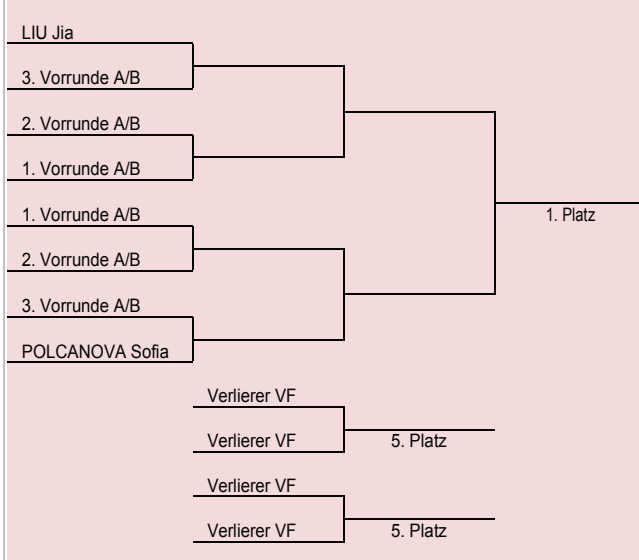 LIU Jia
3. Vorrunde A/B
2. Vorrunde A/B
1. Vorrunde A/B
1. Platz
1. Vorrunde A/B
2. Vorrunde A/B
3. Vorrunde A/B
POLCANOVA Sofia
Verlierer VF
Verlierer VF
5. Platz
Verlierer VF
Verlierer VF
5. Platz